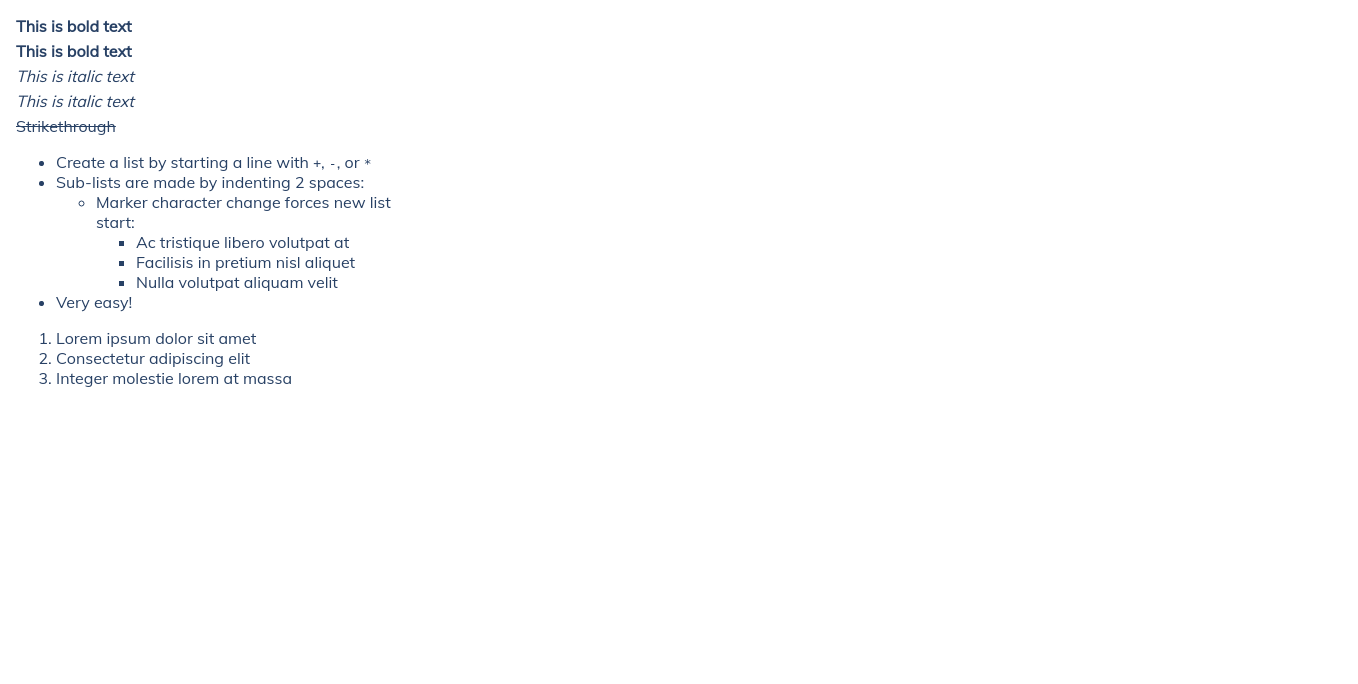 This is bold text
This is bold text
This is italic text
This is italic text
Strikethrough
Create a list by starting a line with +, -, or *
Sub-lists are made by indenting 2 spaces:
Marker character change forces new list
start:
Ac tristique libero volutpat at
Facilisis in pretium nisl aliquet
Nulla volutpat aliquam velit
Very easy!
1. Lorem ipsum dolor sit amet
2. Consectetur adipiscing elit
3. Integer molestie lorem at massa